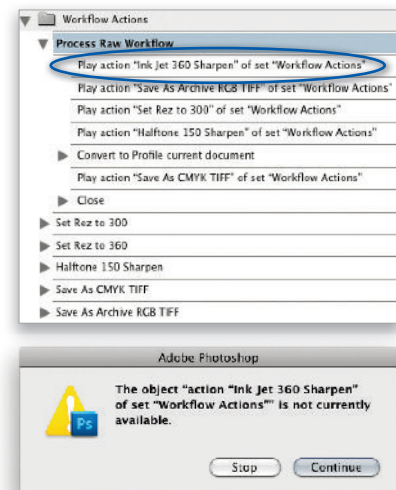 Workflow Actions
Process Raw Workflow
Play action "Ink Jet 360 Sharpen" of set "Workflow Actions"
Play action "Save As Archive RGB TIFF" of set "Workflow Actions"
Play action "Set Rez to 300" of set "Workflow Actions"
Play action "Halftone 150 Sharpen" of set "Workflow Actions"
Convert to Profile current document
Play action "Save As CMYK TIFF" of set "Workflow Actions"
Close
Set Rez to 300
Set Rez to 360
Halftone 150 Sharpen
Save As CMYK TIFF
Save As Archive RGB TIFF
Adobe Photoshop
The object "action "Ink Jet 360 Sharpen"
of set "Workflow Actions"" is not currently
available.
Ps
Stop Continue